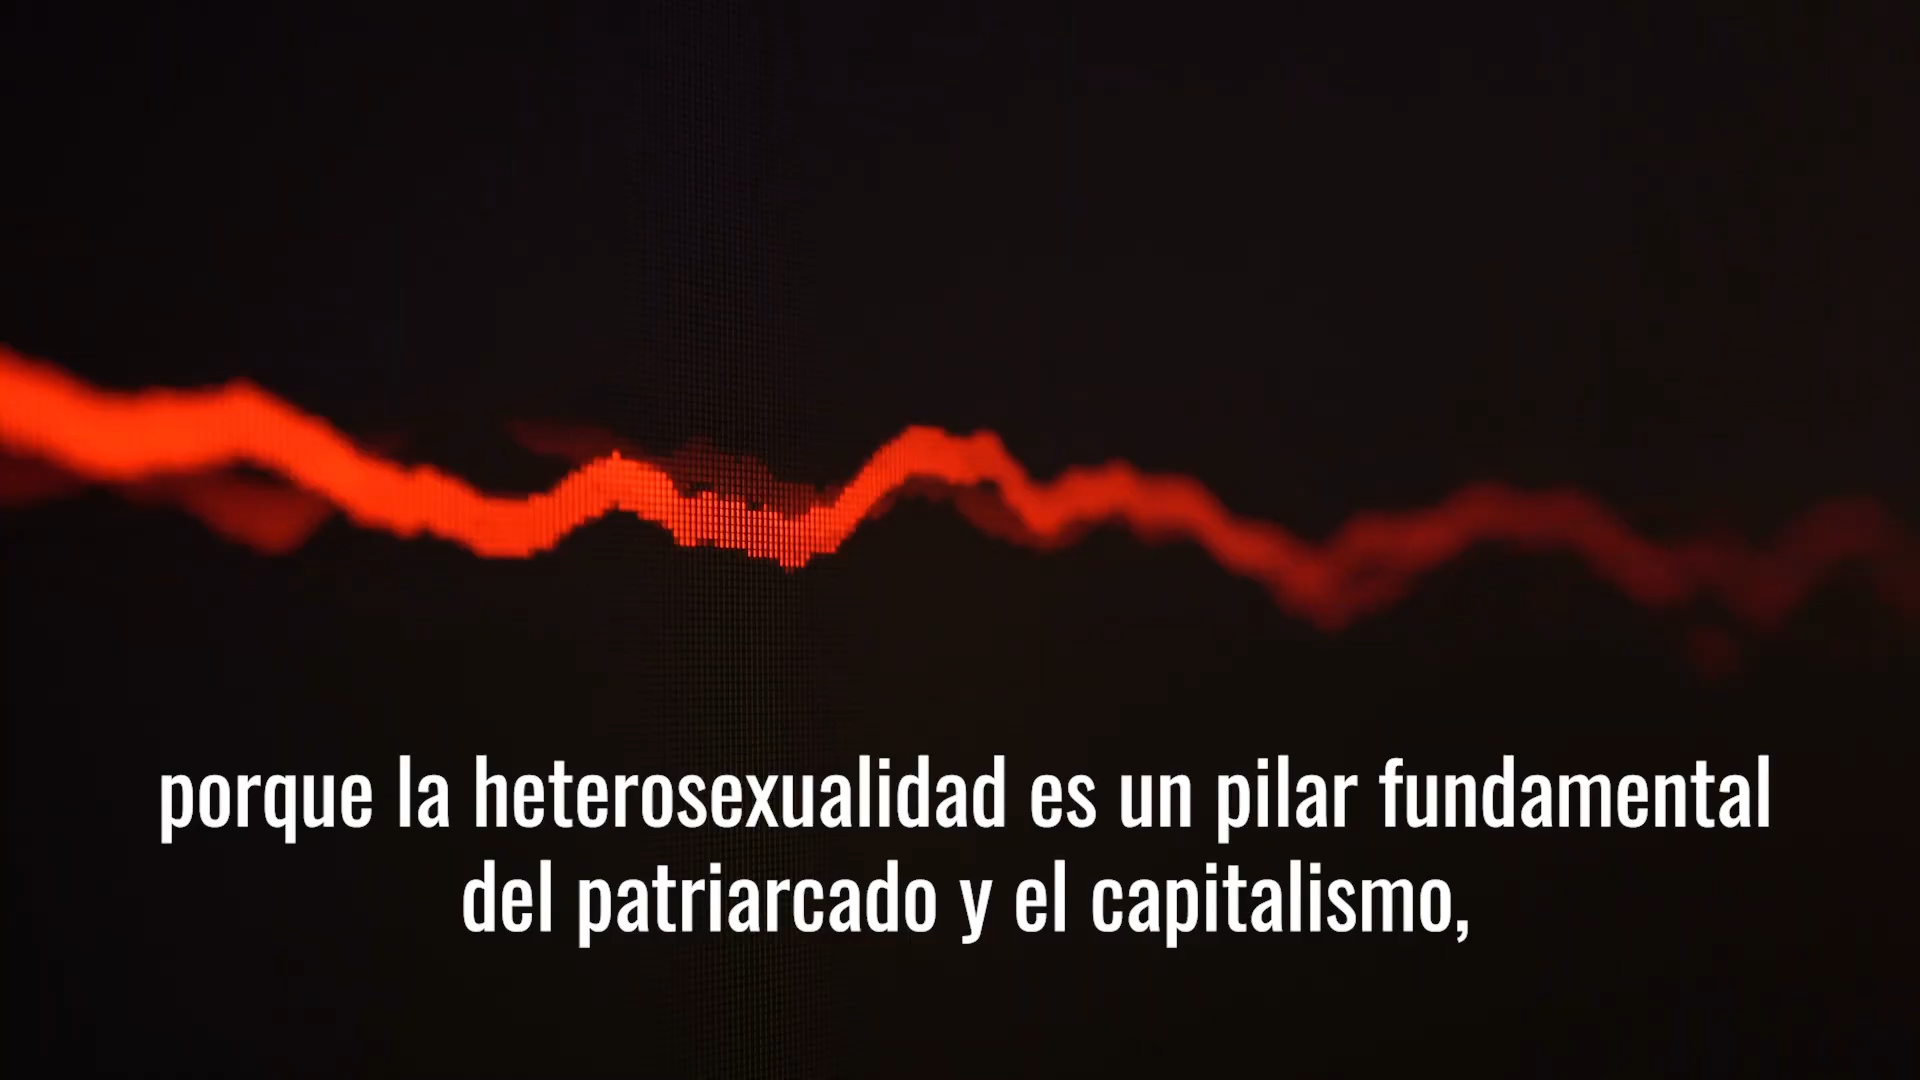 porque la heterosexualidad es un pilar fundamental
del patriarcado y el capitalismo,